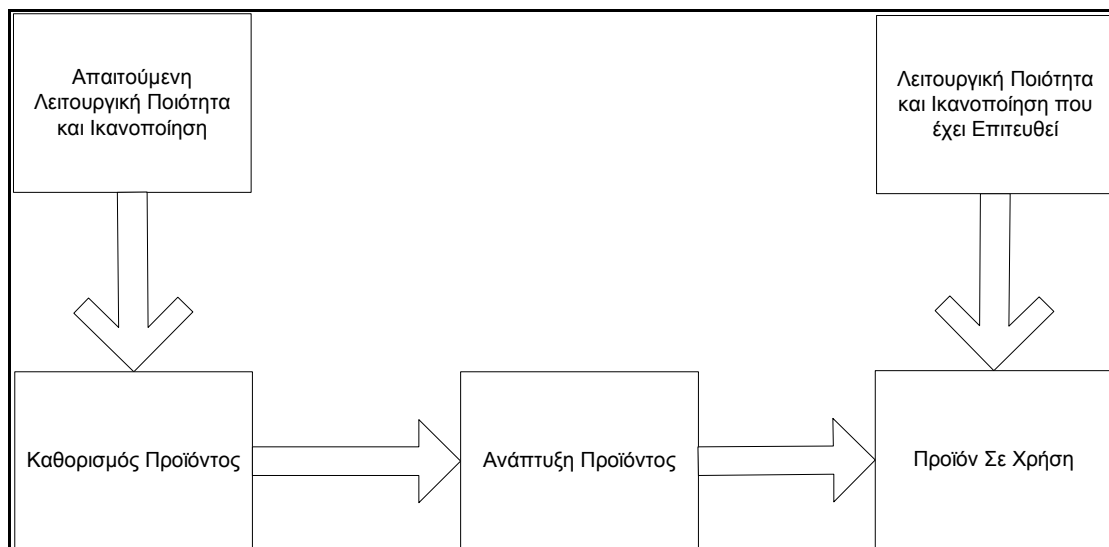 Απαιτούμενη
Λειτουργική Ποιότητα
και Ικανοποίηση
Λειτουργική Ποιότητα
και Ικανοποίηση που
έχει Επιτευθεί
Καθορισμός Προϊόντος
Ανάπτυξη Προϊόντος
Προϊόν Σε Χρήση